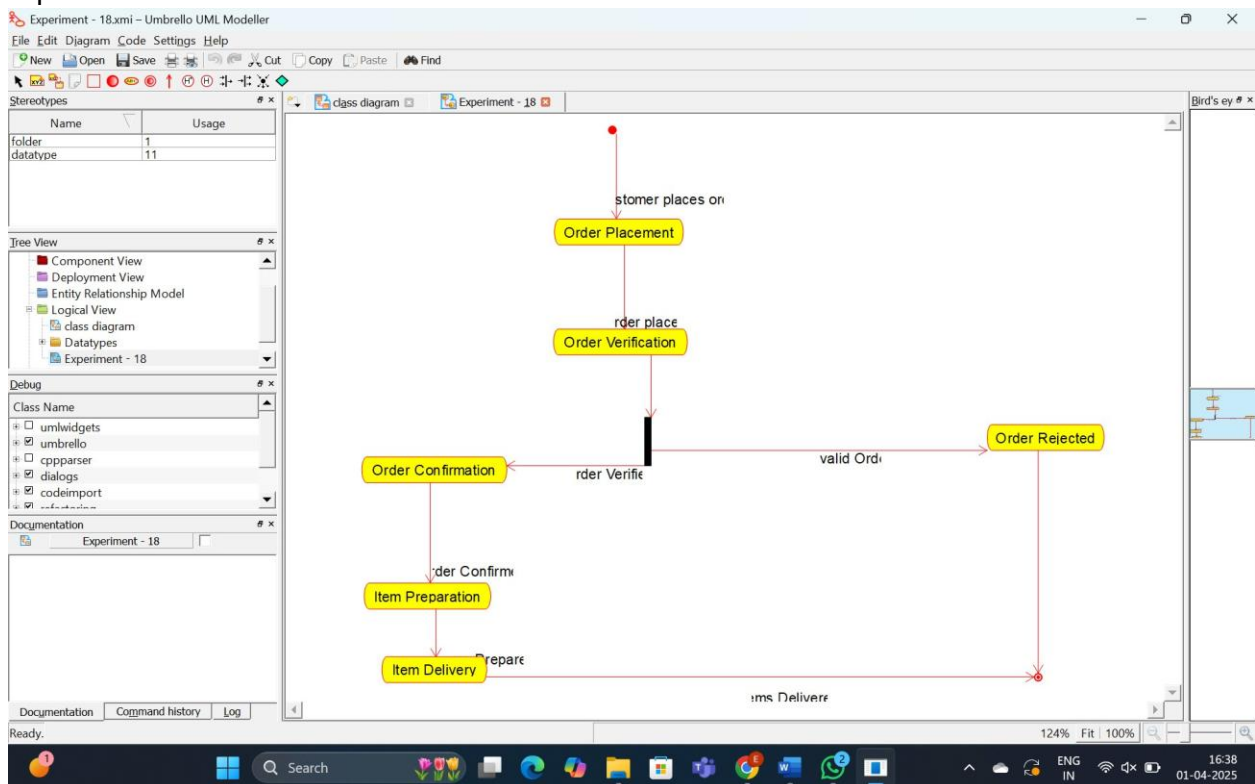 Experiment - 18.xmi – Umbrello UML Modeller
File Edit Diagram Code Settings Help
New Open Save Cut Copy Paste Find
Stereotypes
Name Usage
folder 1
datatype 11
Tree View
Component View
Deployment View
Entity Relationship Model
Logical View
class diagram
Datatypes
Experiment - 18
Debug
Class Name
umlwidgets
umbrello
cppparser
dialogs
codeimport
refactoring
Documentation
Experiment - 18
Documentation Command history Log
class diagram Experiment - 18
stomer places ord
Order Placement
rder place
Order Verification
Order Rejected
valid Orde
Order Confirmation
rder Verifie
rder Confirme
Item Preparation
Prepare
Item Delivery
ems Delivere
Bird's ey
Ready.
124% Fit 100%
1
Search
ENG
IN
16:38
01-04-2025